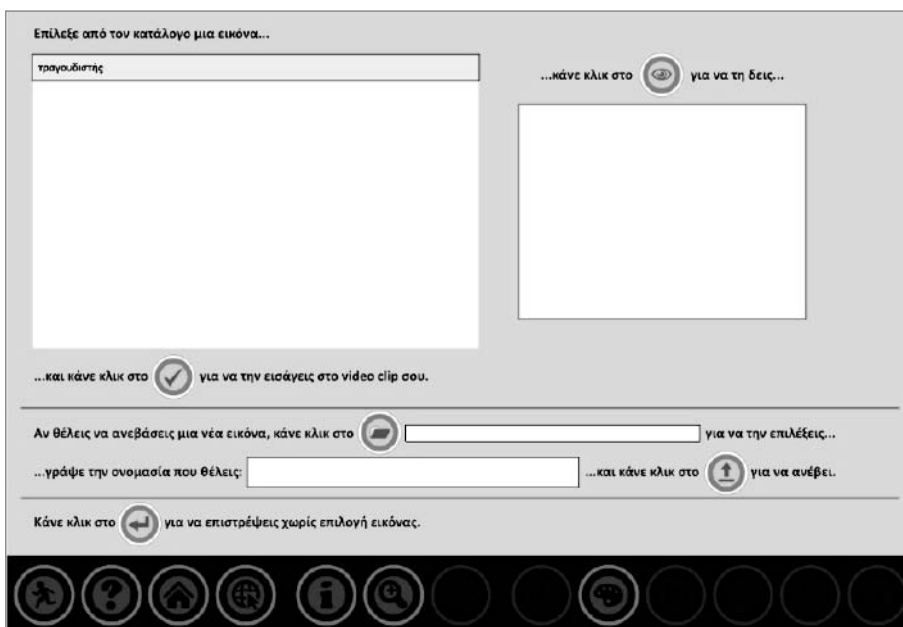 Επίλεξε από τον κατάλογο μια εικόνα...
τραγουδιστής
...κάνε κλικ στο για να τη δεις...
...και κάνε κλικ στο για να την εισάγεις στο video clip σου.
Αν θέλεις να ανεβάσεις μια νέα εικόνα, κάνε κλικ στο για να την επιλέξεις...
...γράψε την ονομασία που θέλεις: ...και κάνε κλικ στο για να ανέβει.
Κάνε κλικ στο για να επιστρέψεις χωρίς επιλογή εικόνας.